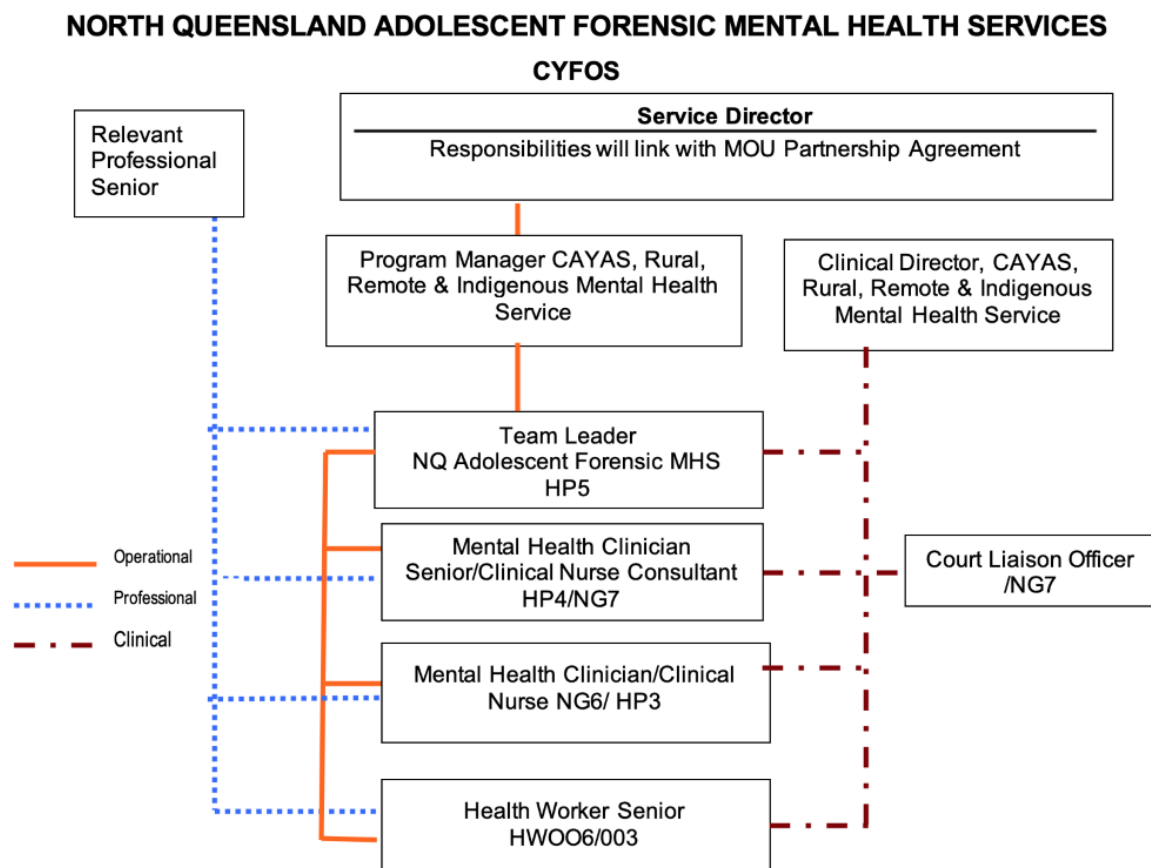 NORTH QUEENSLAND ADOLESCENT FORENSIC MENTAL HEALTH SERVICES
CYFOS
Relevant
Professional
Senior
Service Director
Responsibilities will link with MOU Partnership Agreement
Program Manager CAYAS, Rural,
Remote & Indigenous Mental Health
Service
Clinical Director, CAYAS,
Rural, Remote & Indigenous
Mental Health Service
Team Leader
NQ Adolescent Forensic MHS
HP5
Operational
Professional
Clinical
Mental Health Clinician
Senior/Clinical Nurse Consultant
HP4/NG7
Court Liaison Officer
/NG7
Mental Health Clinician/Clinical
Nurse NG6/ HP3
Health Worker Senior
HWOO6/003